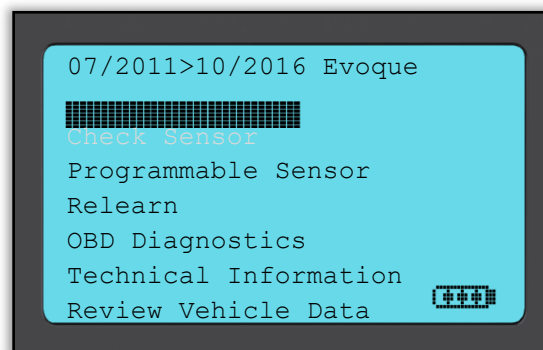 07/2011>10/2016 Evoque
Check Sensor
Programmable Sensor
Relearn
OBD Diagnostics
Technical Information
Review Vehicle Data